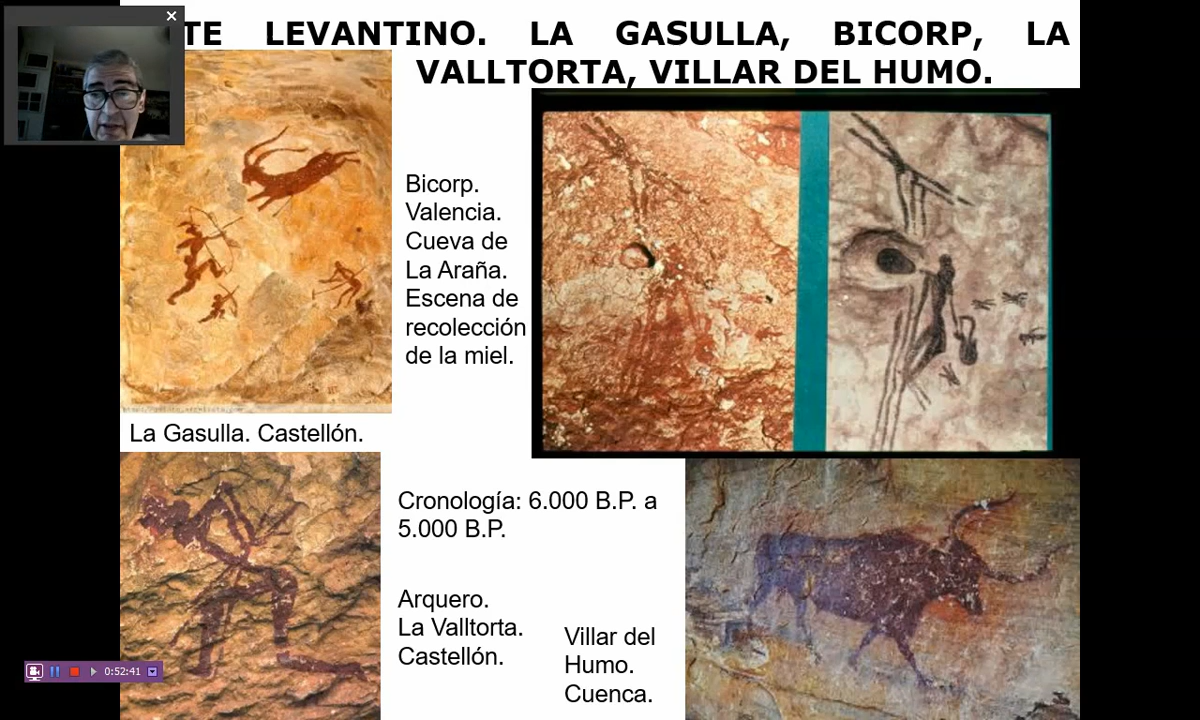 TE LEVANTINO. LA GASULLA, BICORP, LA
VALLTORTA, VILLAR DEL HUMO.
Bicorp.
Valencia.
Cueva de
La Araña.
Escena de
recolección
de la miel.
La Gasulla. Castellón.
Cronología: 6.000 B.P. a
5.000 B.P.
Arquero.
La Valltorta.
Castellón.
Villar del
Humo.
Cuenca.
0:52:41